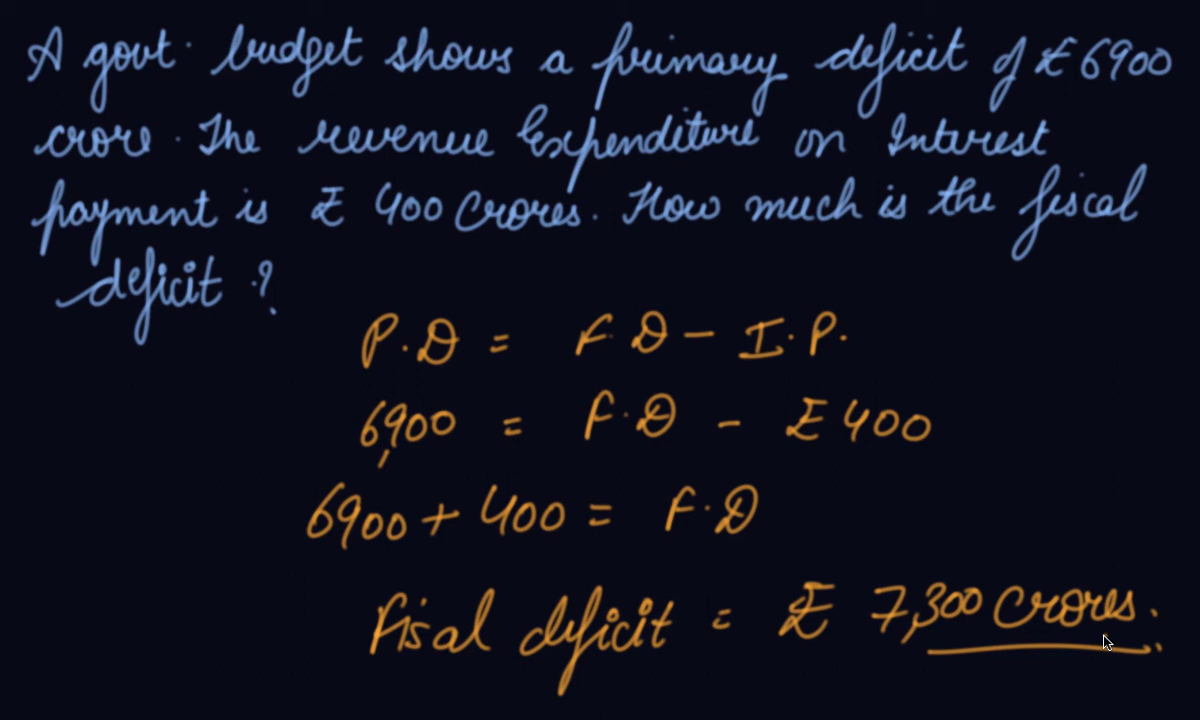 A govt. budget shows a primary deficit of ₤ 6900
crore. The revenue Expenditure on Interest
payment is ₤ 400 Crores. How much is the fiscal
deficit ?
P.D = F.D - I.P.
6,900 = F.D - ₤ 400
6900 + 400 = F.D
Fisal deficit = ₤ 7,300 Crores.